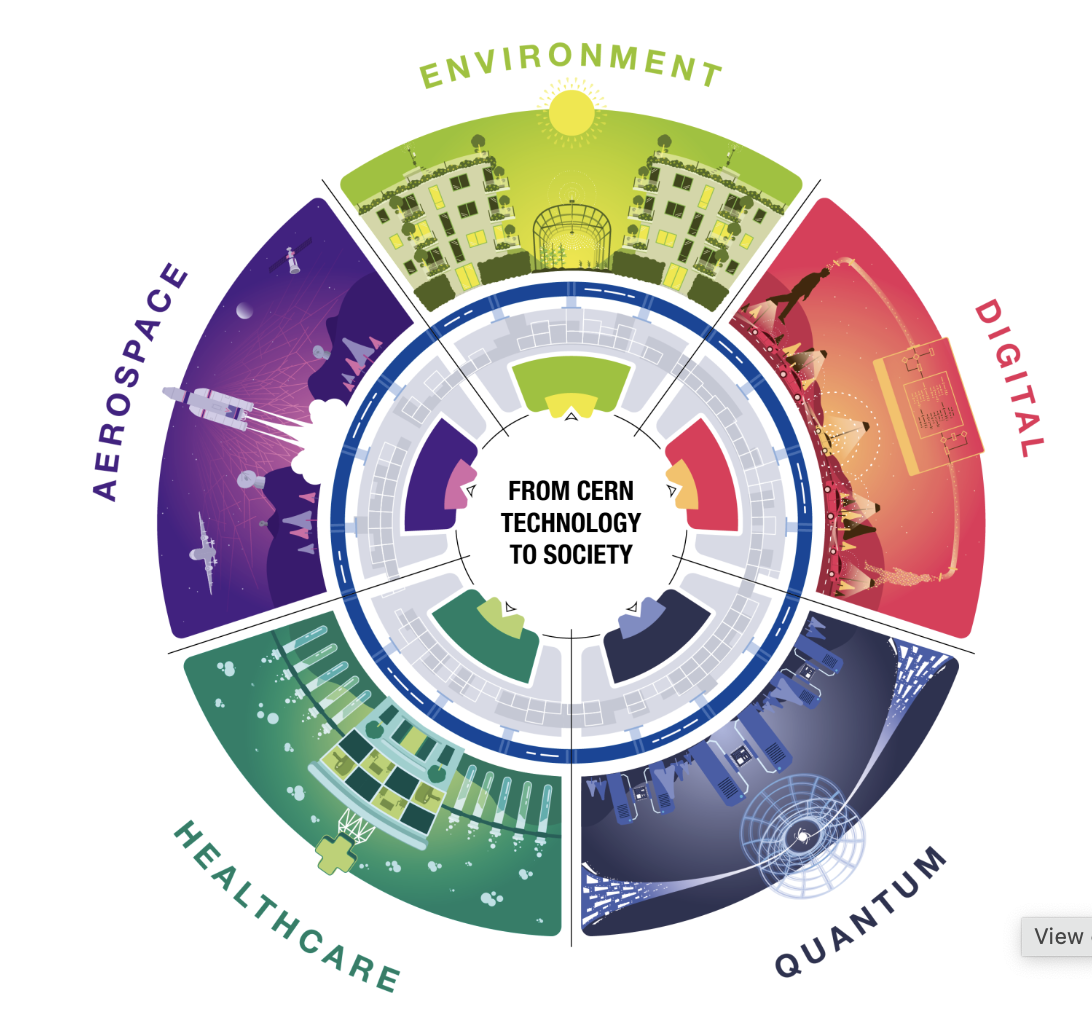 ENVIRONMENT
AEROSPACE
DIGITAL
FROM CERN
TECHNOLOGY
TO SOCIETY
HEALTHCARE
QUANTUM
View